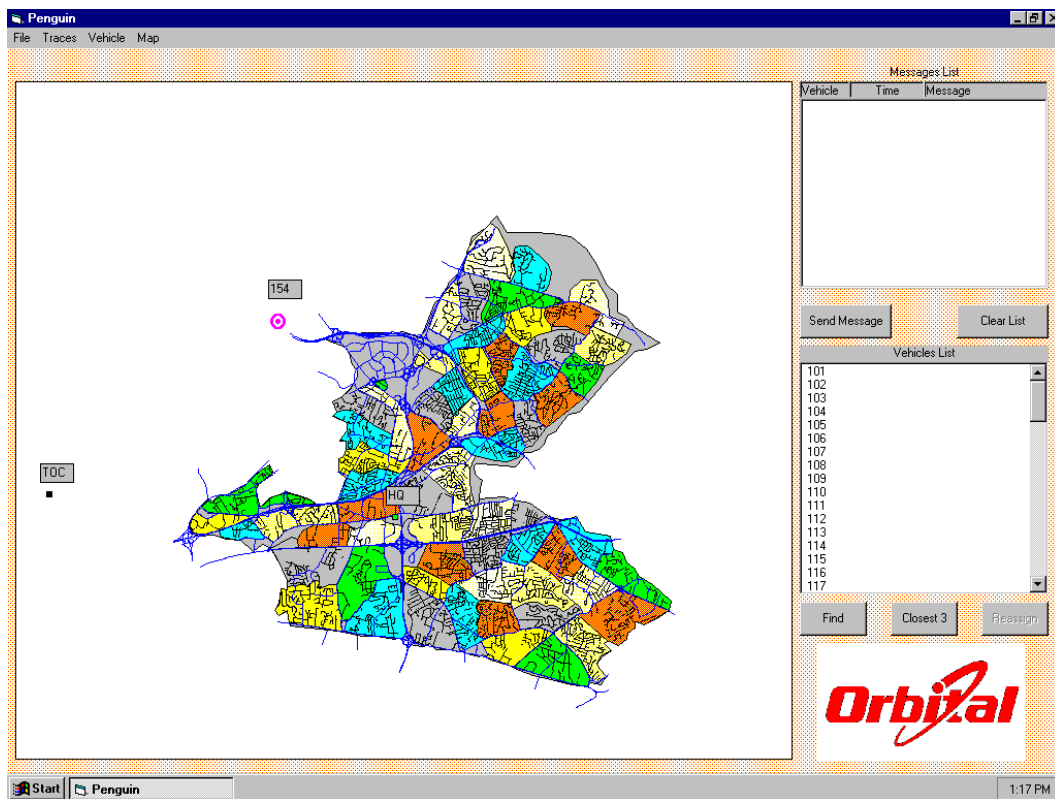 Penguin
File Traces Vehicle Map
Messages List
Vehicle Time Message
154
TOC
HQ
Send Message Clear List
Vehicles List
101
102
103
104
105
106
107
108
109
110
111
112
113
114
115
116
117
Find Closest 3 Reassign
Orbital
Start Penguin 1:17 PM